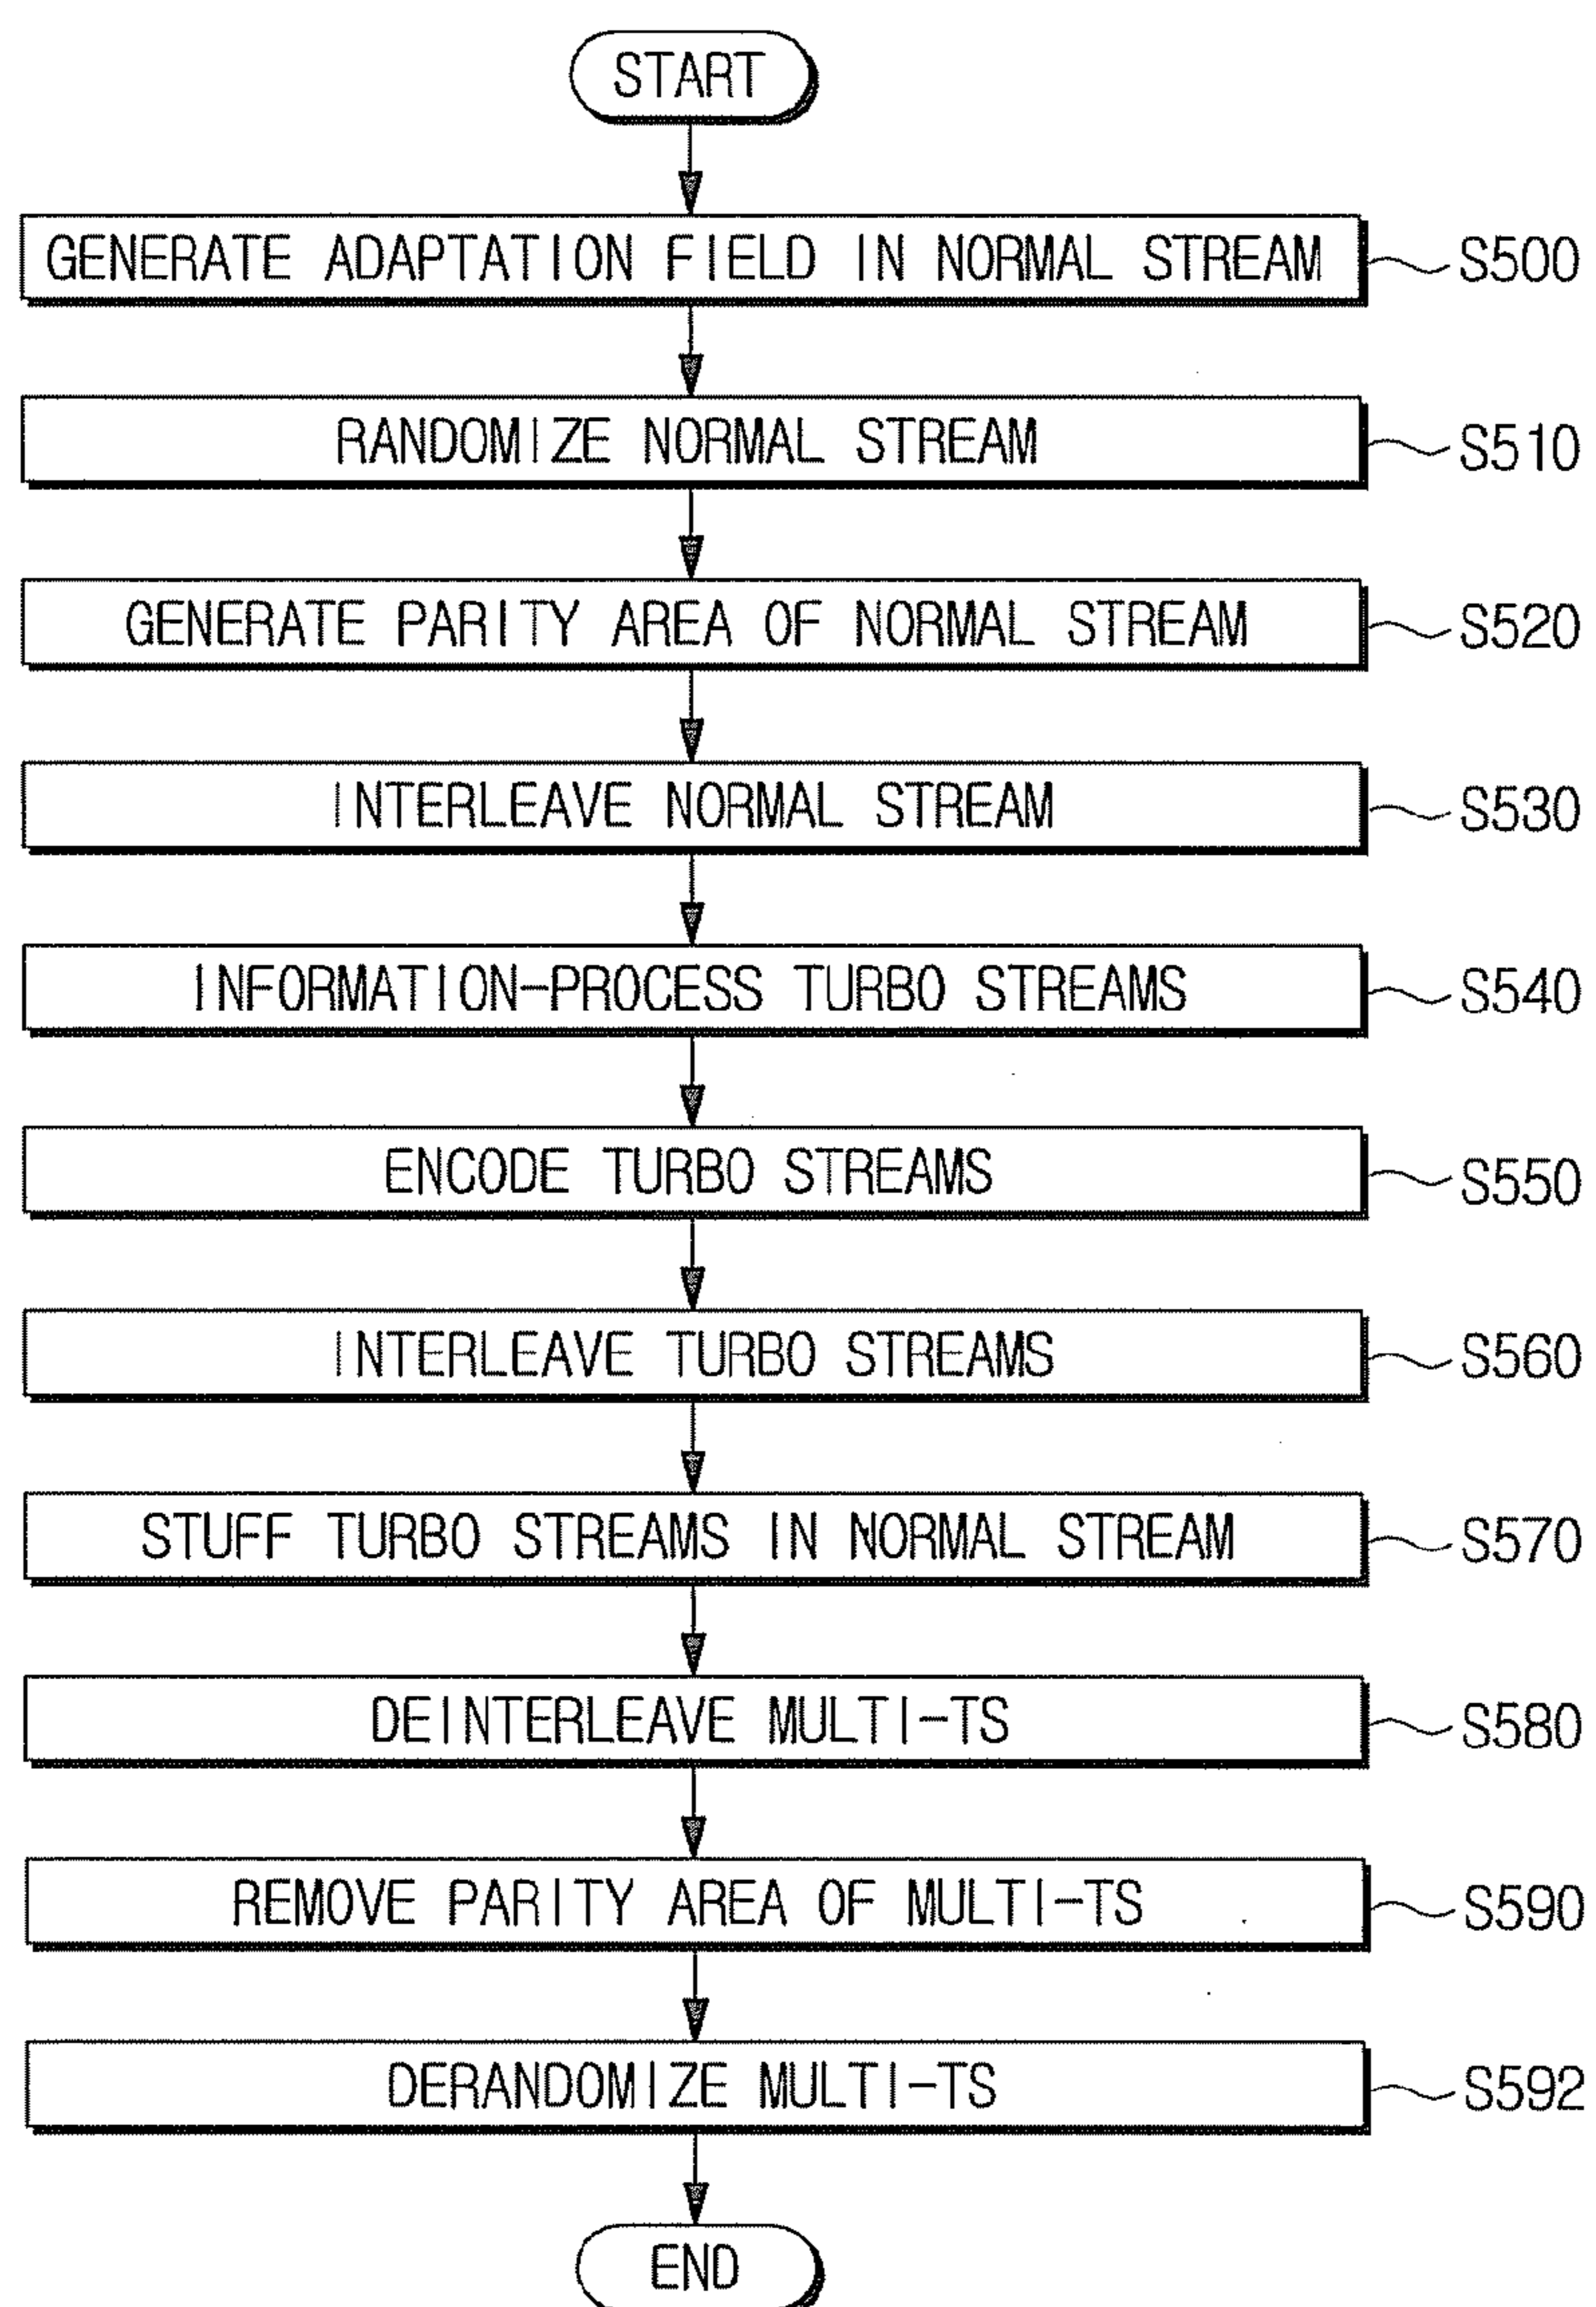 START
GENERATE ADAPTATION FIELD IN NORMAL STREAM
S500
RANDOMIZE NORMAL STREAM
S510
GENERATE PARITY AREA OF NORMAL STREAM
S520
INTERLEAVE NORMAL STREAM
S530
INFORMATION-PROCESS TURBO STREAMS
S540
ENCODE TURBO STREAMS
S550
INTERLEAVE TURBO STREAMS
S560
STUFF TURBO STREAMS IN NORMAL STREAM
S570
DEINTERLEAVE MULTI-TS
S580
REMOVE PARITY AREA OF MULTI-TS
S590
DERANDOMIZE MULTI-TS
S592
END